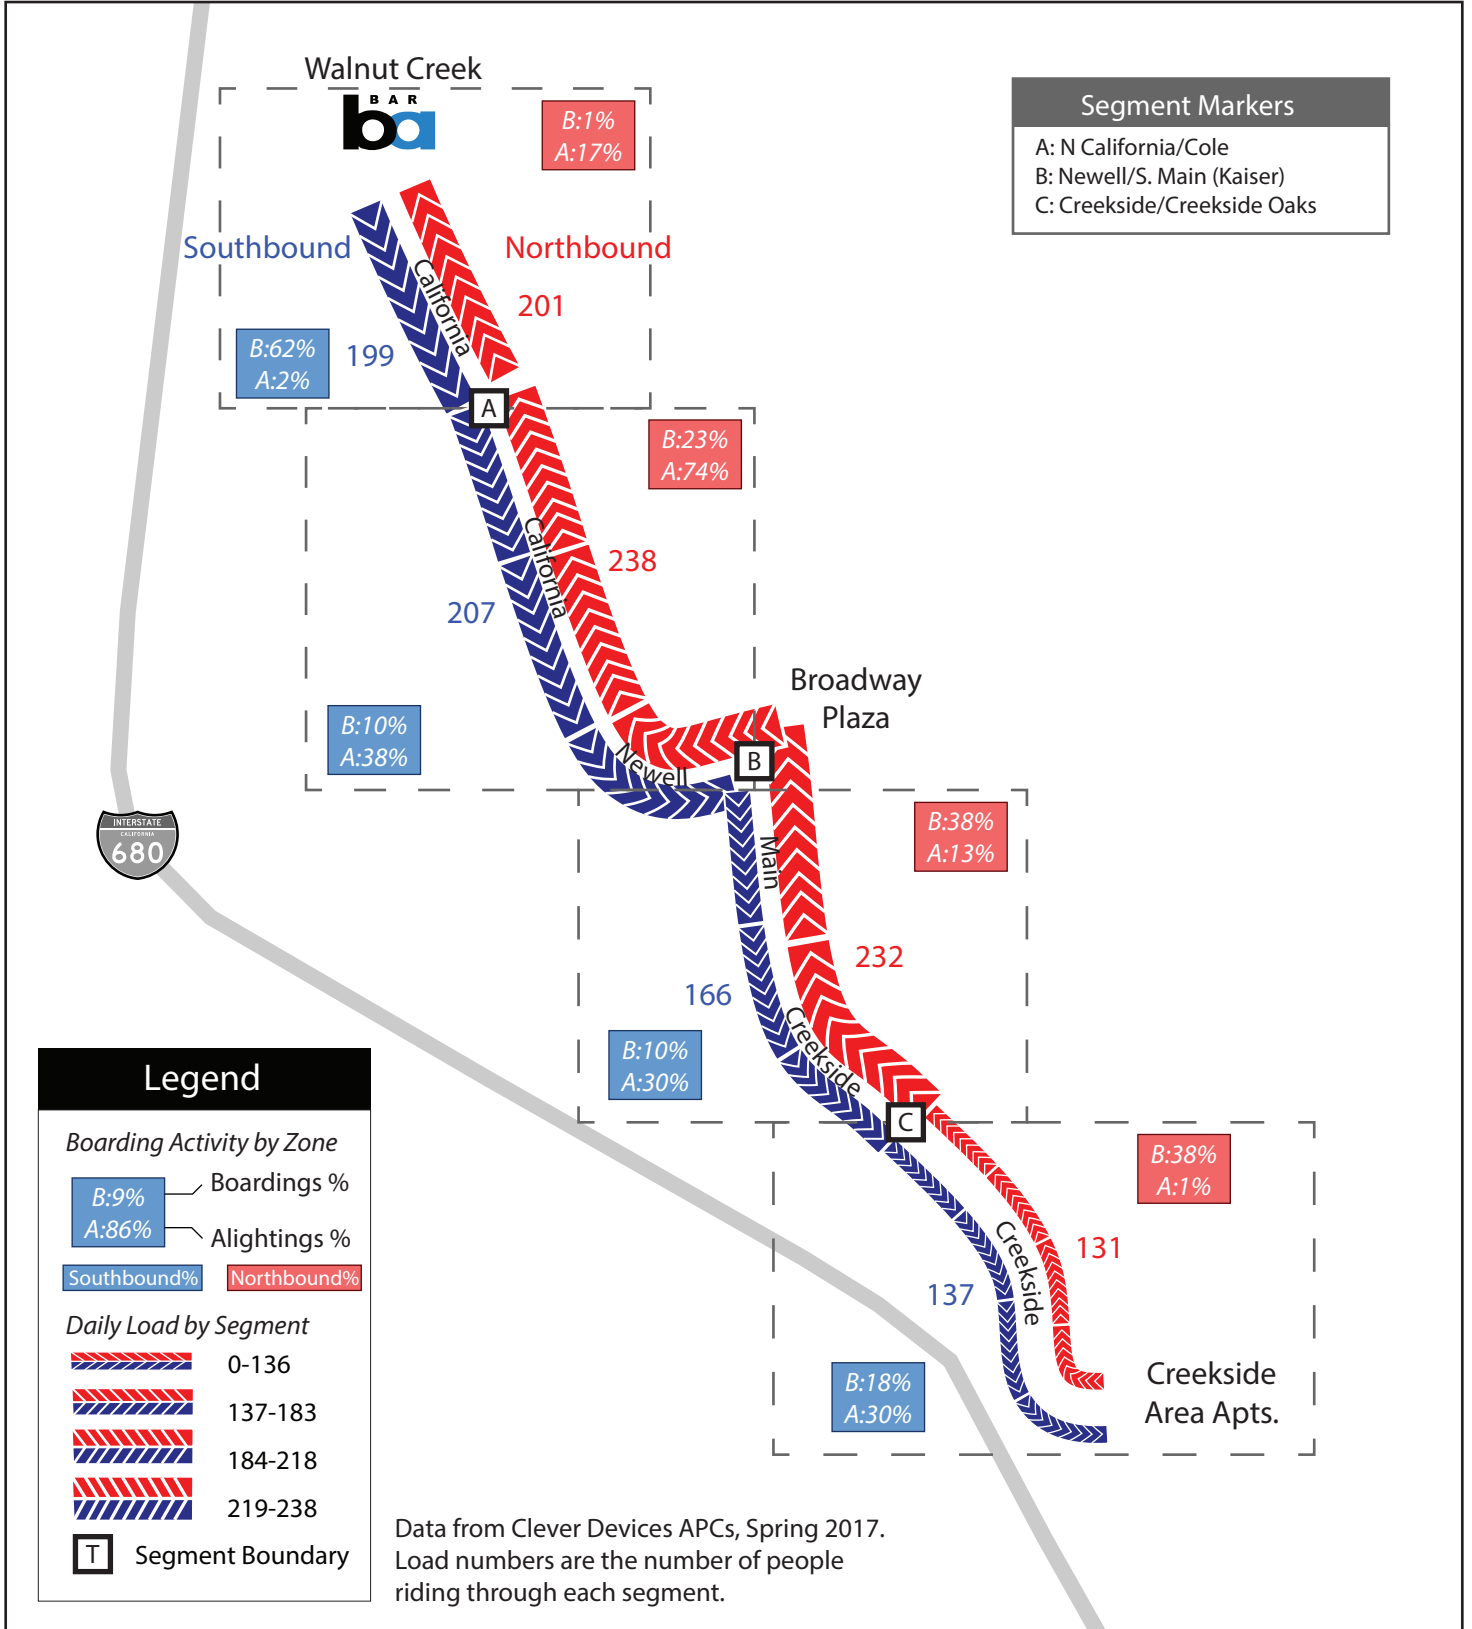 Walnut Creek
BAR
ba
B:1%
A:17%
Segment Markers
A: N California/Cole
B: Newell/S. Main (Kaiser)
C: Creekside/Creekside Oaks
Southbound
Northbound
California
201
B:62%
A:2%
199
A
B:23%
A:74%
California
238
207
Broadway
Plaza
B:10%
A:38%
Newell
B
INTERSTATE
CALIFORNIA
680
Main
B:38%
A:13%
232
166
Creekside
B:10%
A:30%
C
B:38%
A:1%
Creekside
131
137
Creekside
Area Apts.
B:18%
A:30%
Legend
Boarding Activity by Zone
B:9%
A:86%
Boardings %
Alightings %
Southbound%
Northbound%
Daily Load by Segment
0-136
137-183
184-218
219-238
T
Segment Boundary
Data from Clever Devices APCs, Spring 2017.
Load numbers are the number of people
riding through each segment.